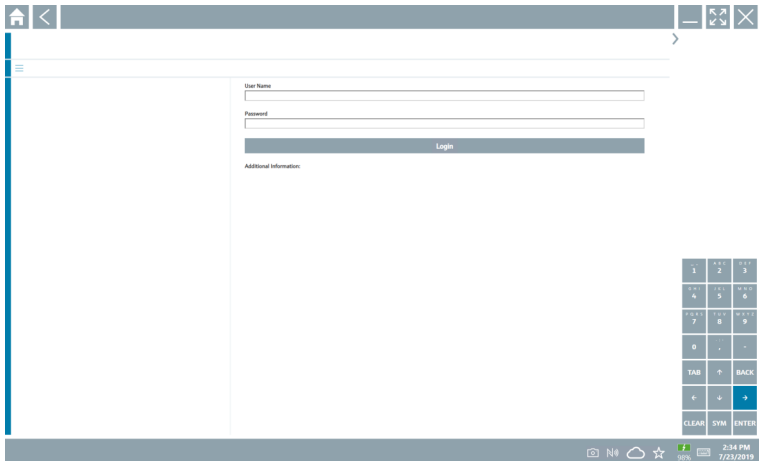 User Name
Password
Login
Additional Information:
1 ABC 2 DEF 3
GHI 4 JKL 5 MNO 6
PQRS 7 TUV 8 WXYZ 9
0 , -
TAB ↑ BACK
← ↓ →
CLEAR SYM ENTER
98%
2:34 PM
7/23/2019